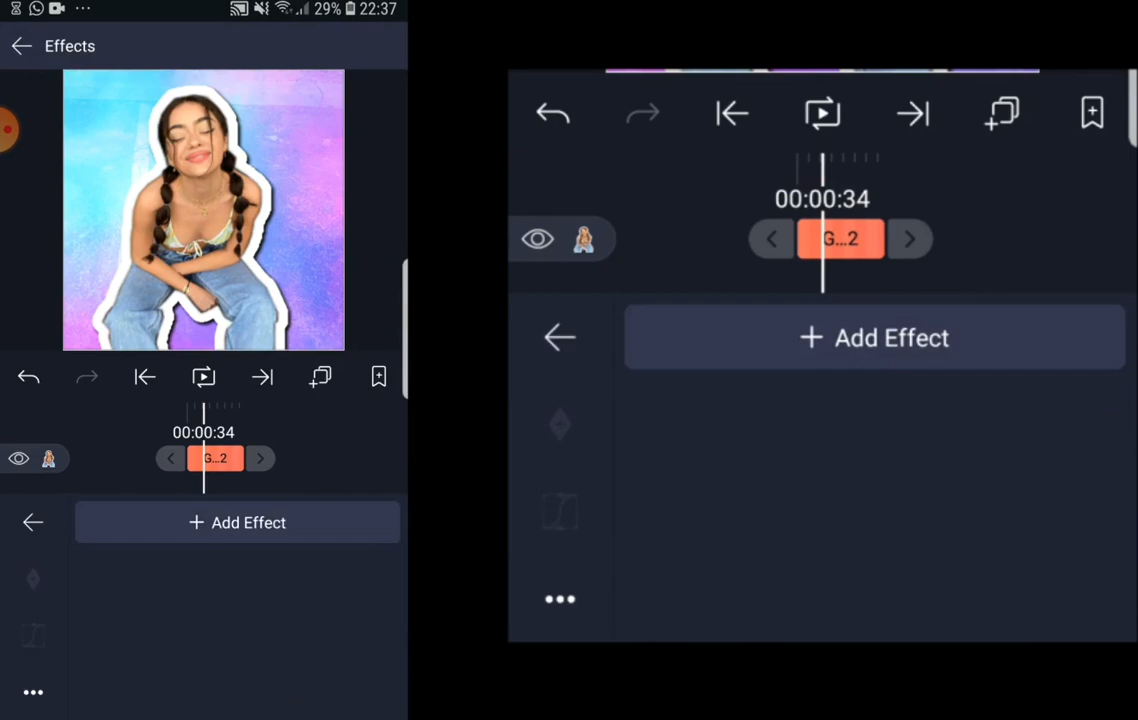 29% 22:37
Effects
00:00:34
G...2
+ Add Effect
00:00:34
G...2
+ Add Effect